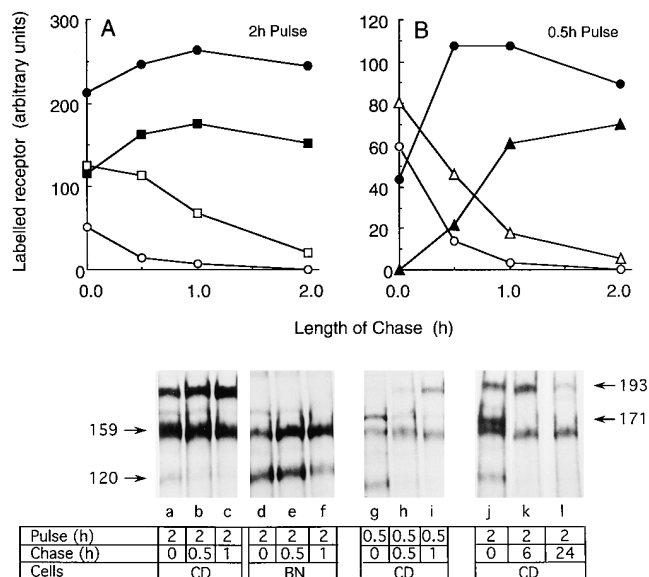 A 2h Pulse
B 0.5h Pulse
Labelled receptor (arbitrary units)
300
200
100
0
120
100
80
60
40
20
0
0.0 1.0 2.0
0.0 1.0 2.0
Length of Chase (h)
159
120
193
171
a b c d e f g h i j k l
Pulse (h) 2 2 2 2 2 2 0.5 0.5 0.5 2 2 2
Chase (h) 0 0.5 1 0 0.5 1 0 0.5 1 0 6 24
Cells CD BN CD CD